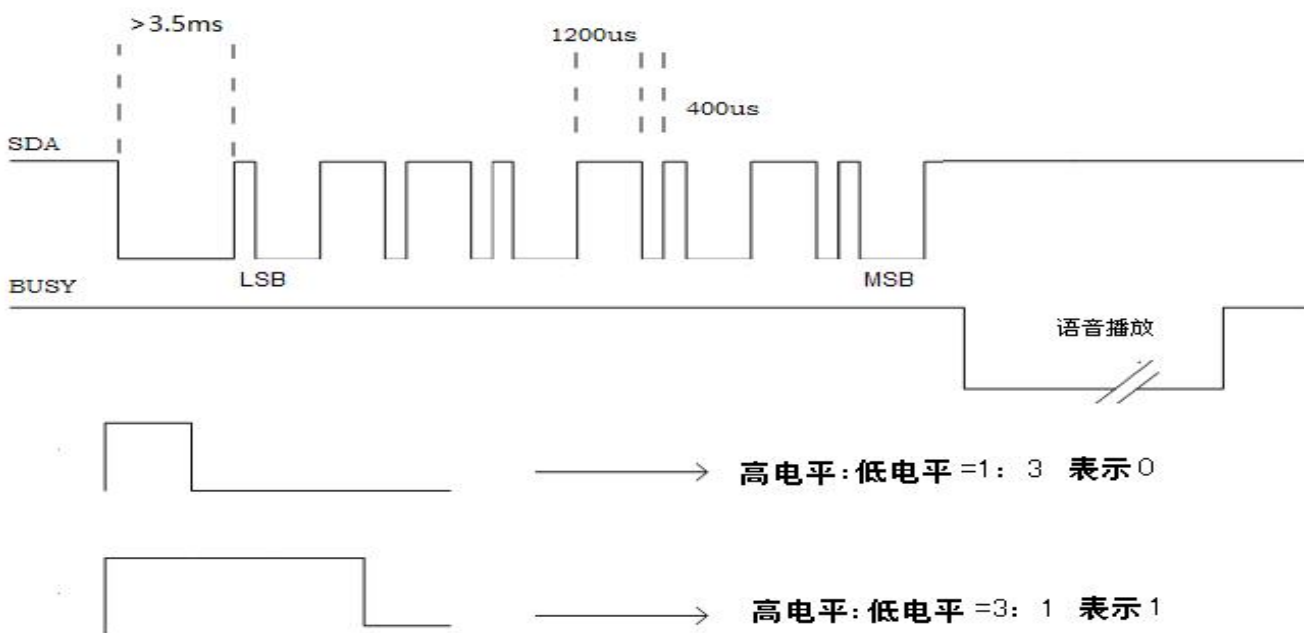 >3.5ms
1200us
400us
SDA
LSB
MSB
BUSY
语音播放
高电平:低电平=1: 3 表示0
高电平:低电平=3: 1 表示1